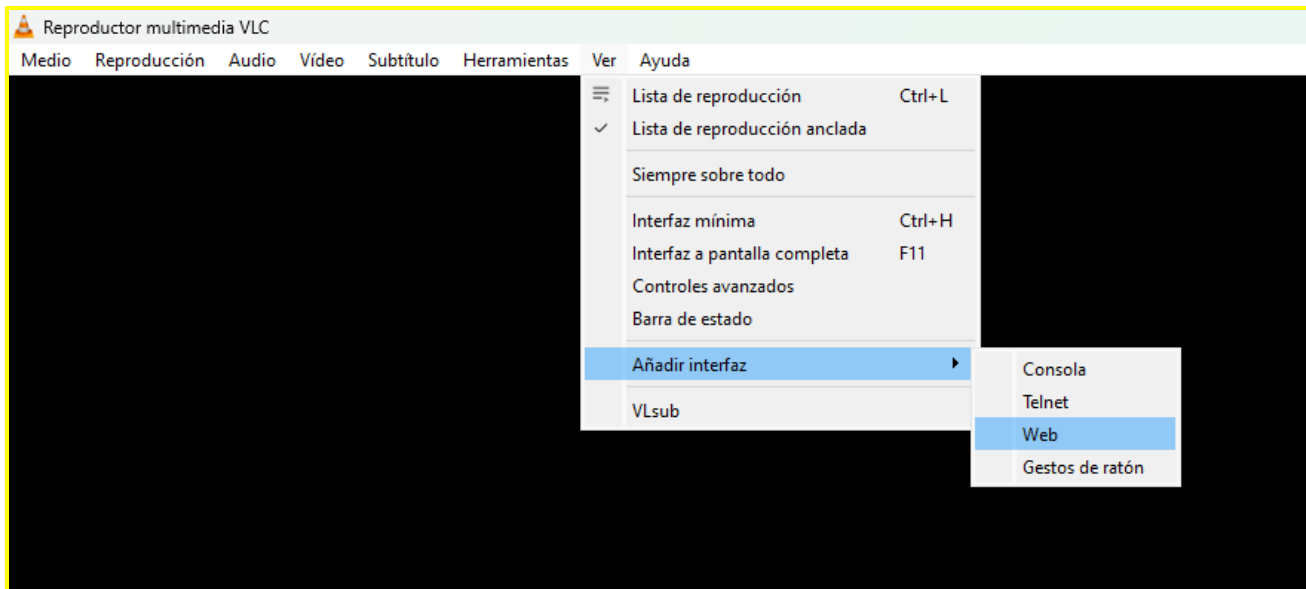 Reproductor multimedia VLC
Medio Reproducción Audio Vídeo Subtítulo Herramientas Ver Ayuda
Lista de reproducción Ctrl+L
Lista de reproducción anclada
Siempre sobre todo
Interfaz mínima Ctrl+H
Interfaz a pantalla completa F11
Controles avanzados
Barra de estado
Añadir interfaz
VLsub
Consola
Telnet
Web
Gestos de ratón